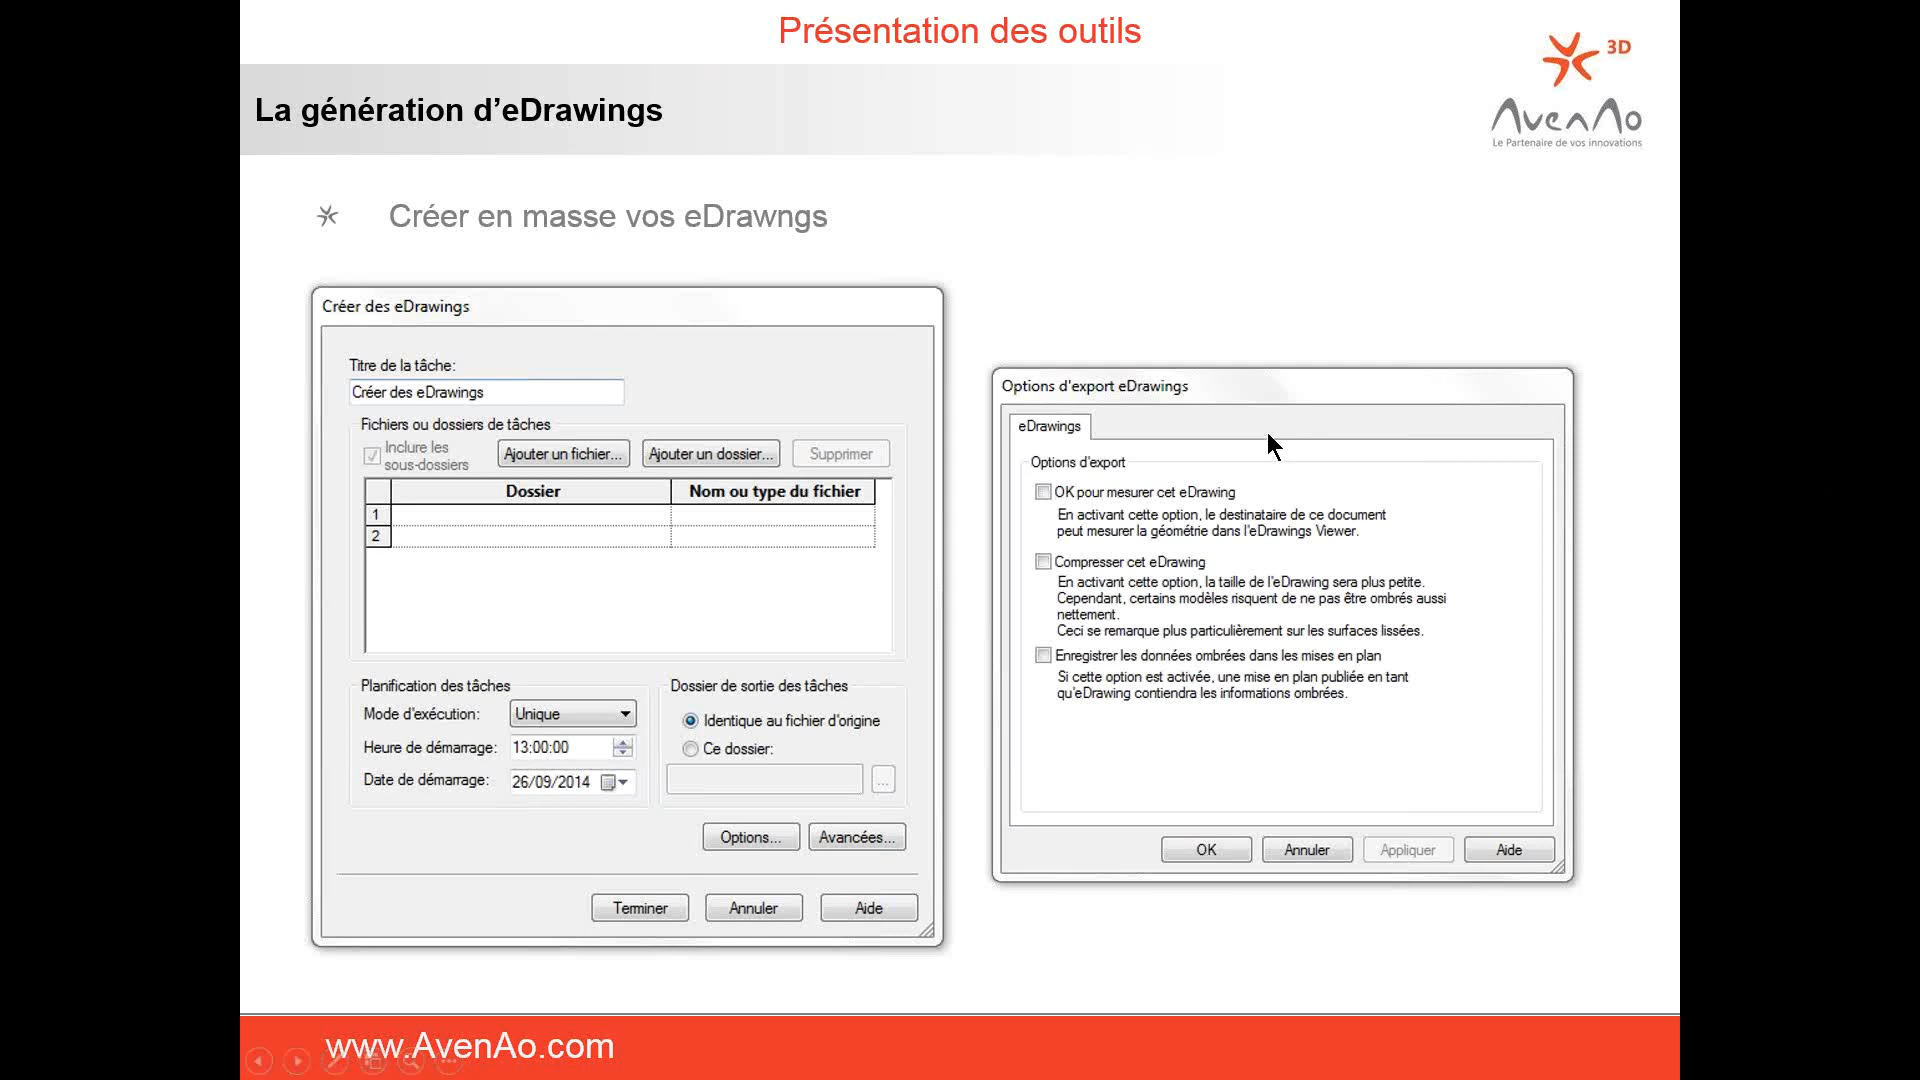 Présentation des outils
3D
AvenAo
Le Partenaire de vos innovations
La génération d’eDrawings
Créer en masse vos eDrawngs
Créer des eDrawings
Titre de la tâche:
Créer des eDrawings
Fichiers ou dossiers de tâches
Inclure les
sous-dossiers
Ajouter un fichier...
Ajouter un dossier...
Supprimer
Dossier
Nom ou type du fichier
1
2
Planification des tâches
Mode d'exécution:
Unique
Heure de démarrage:
13:00:00
Date de démarrage:
26/09/2014
Dossier de sortie des tâches
Identique au fichier d'origine
Ce dossier:
...
Options...
Avancées...
Terminer
Annuler
Aide
Options d'export eDrawings
eDrawings
Options d'export
OK pour mesurer cet eDrawing
En activant cette option, le destinataire de ce document
peut mesurer la géométrie dans l'eDrawings Viewer.
Compresser cet eDrawing
En activant cette option, la taille de l'eDrawing sera plus petite.
Cependant, certains modèles risquent de ne pas être ombrés aussi
nettement.
Ceci se remarque plus particulièrement sur les surfaces lissées.
Enregistrer les données ombrées dans les mises en plan
Si cette option est activée, une mise en plan publiée en tant
qu'eDrawing contiendra les informations ombrées.
OK
Annuler
Appliquer
Aide
www.AvenAo.com